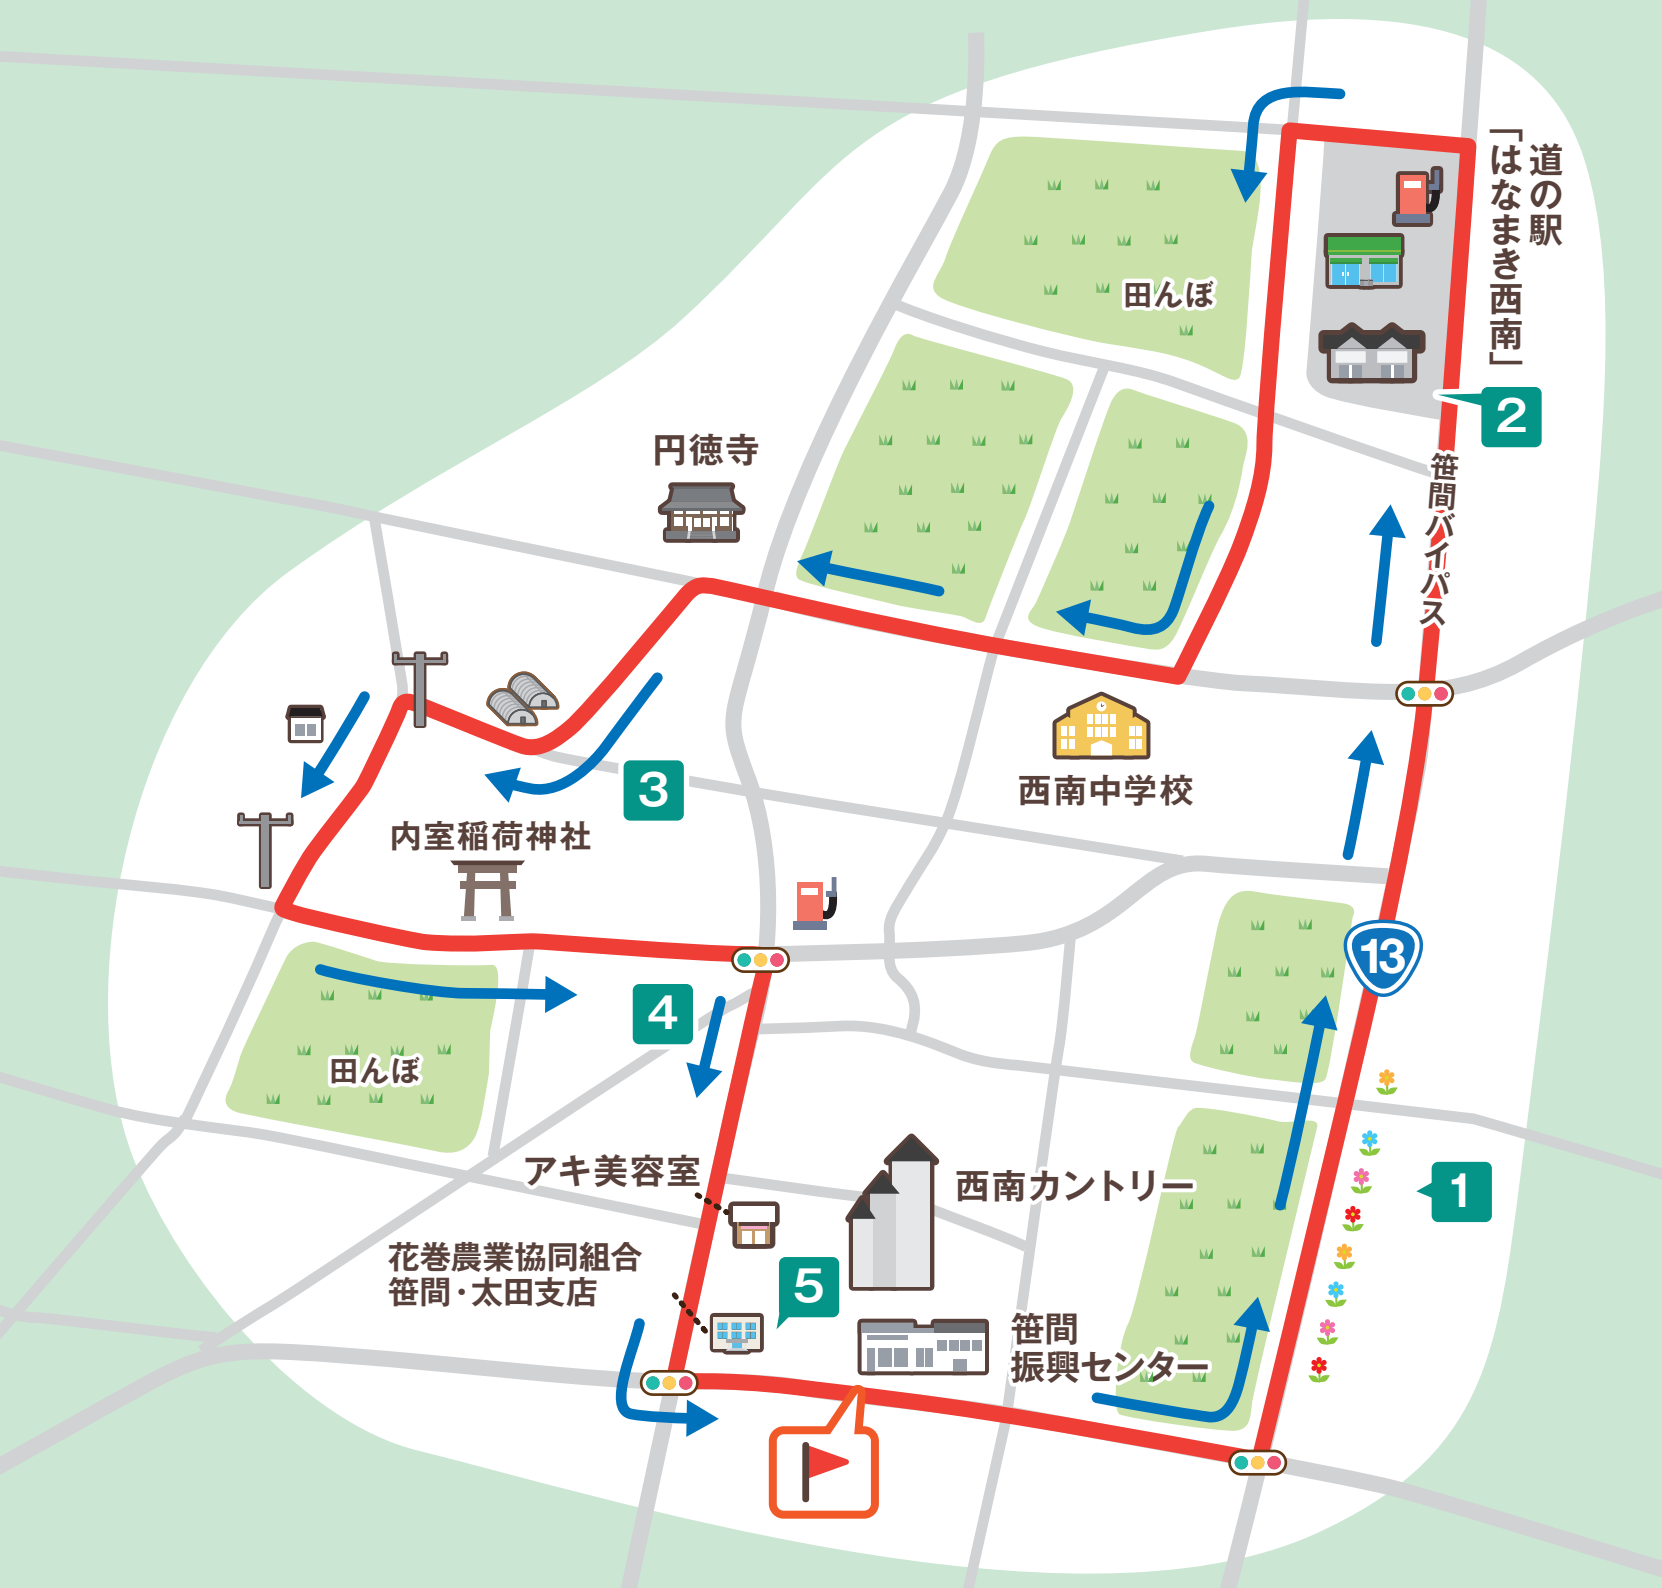 道の駅
「はなまき西南」
2
笹間バイパス
田んぼ
円徳寺
西南中学校
3
内室稲荷神社
13
4
田んぼ
1
アキ美容室
西南カントリー
花巻農業協同組合
笹間・太田支店
5
笹間
振興センター